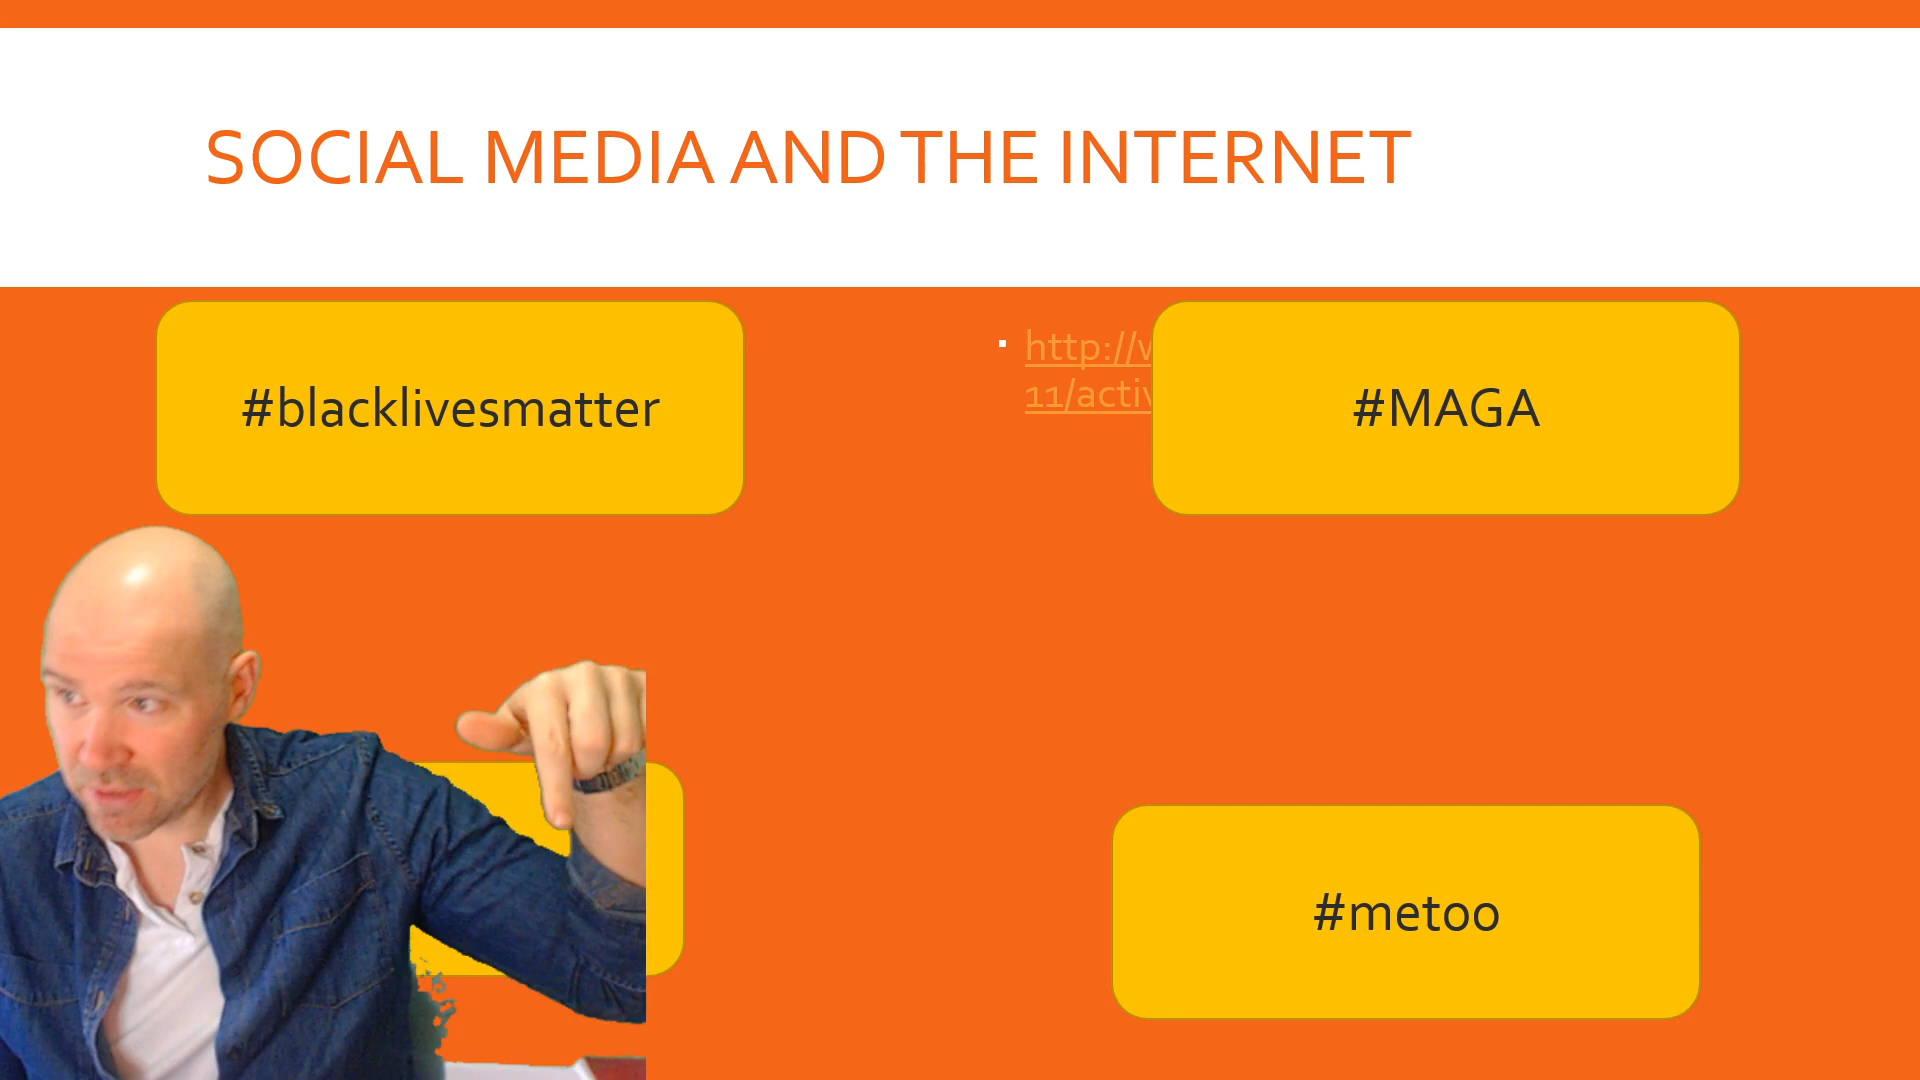 SOCIAL MEDIA AND THE INTERNET
#blacklivesmatter
http://
11/activ
#MAGA
#metoo